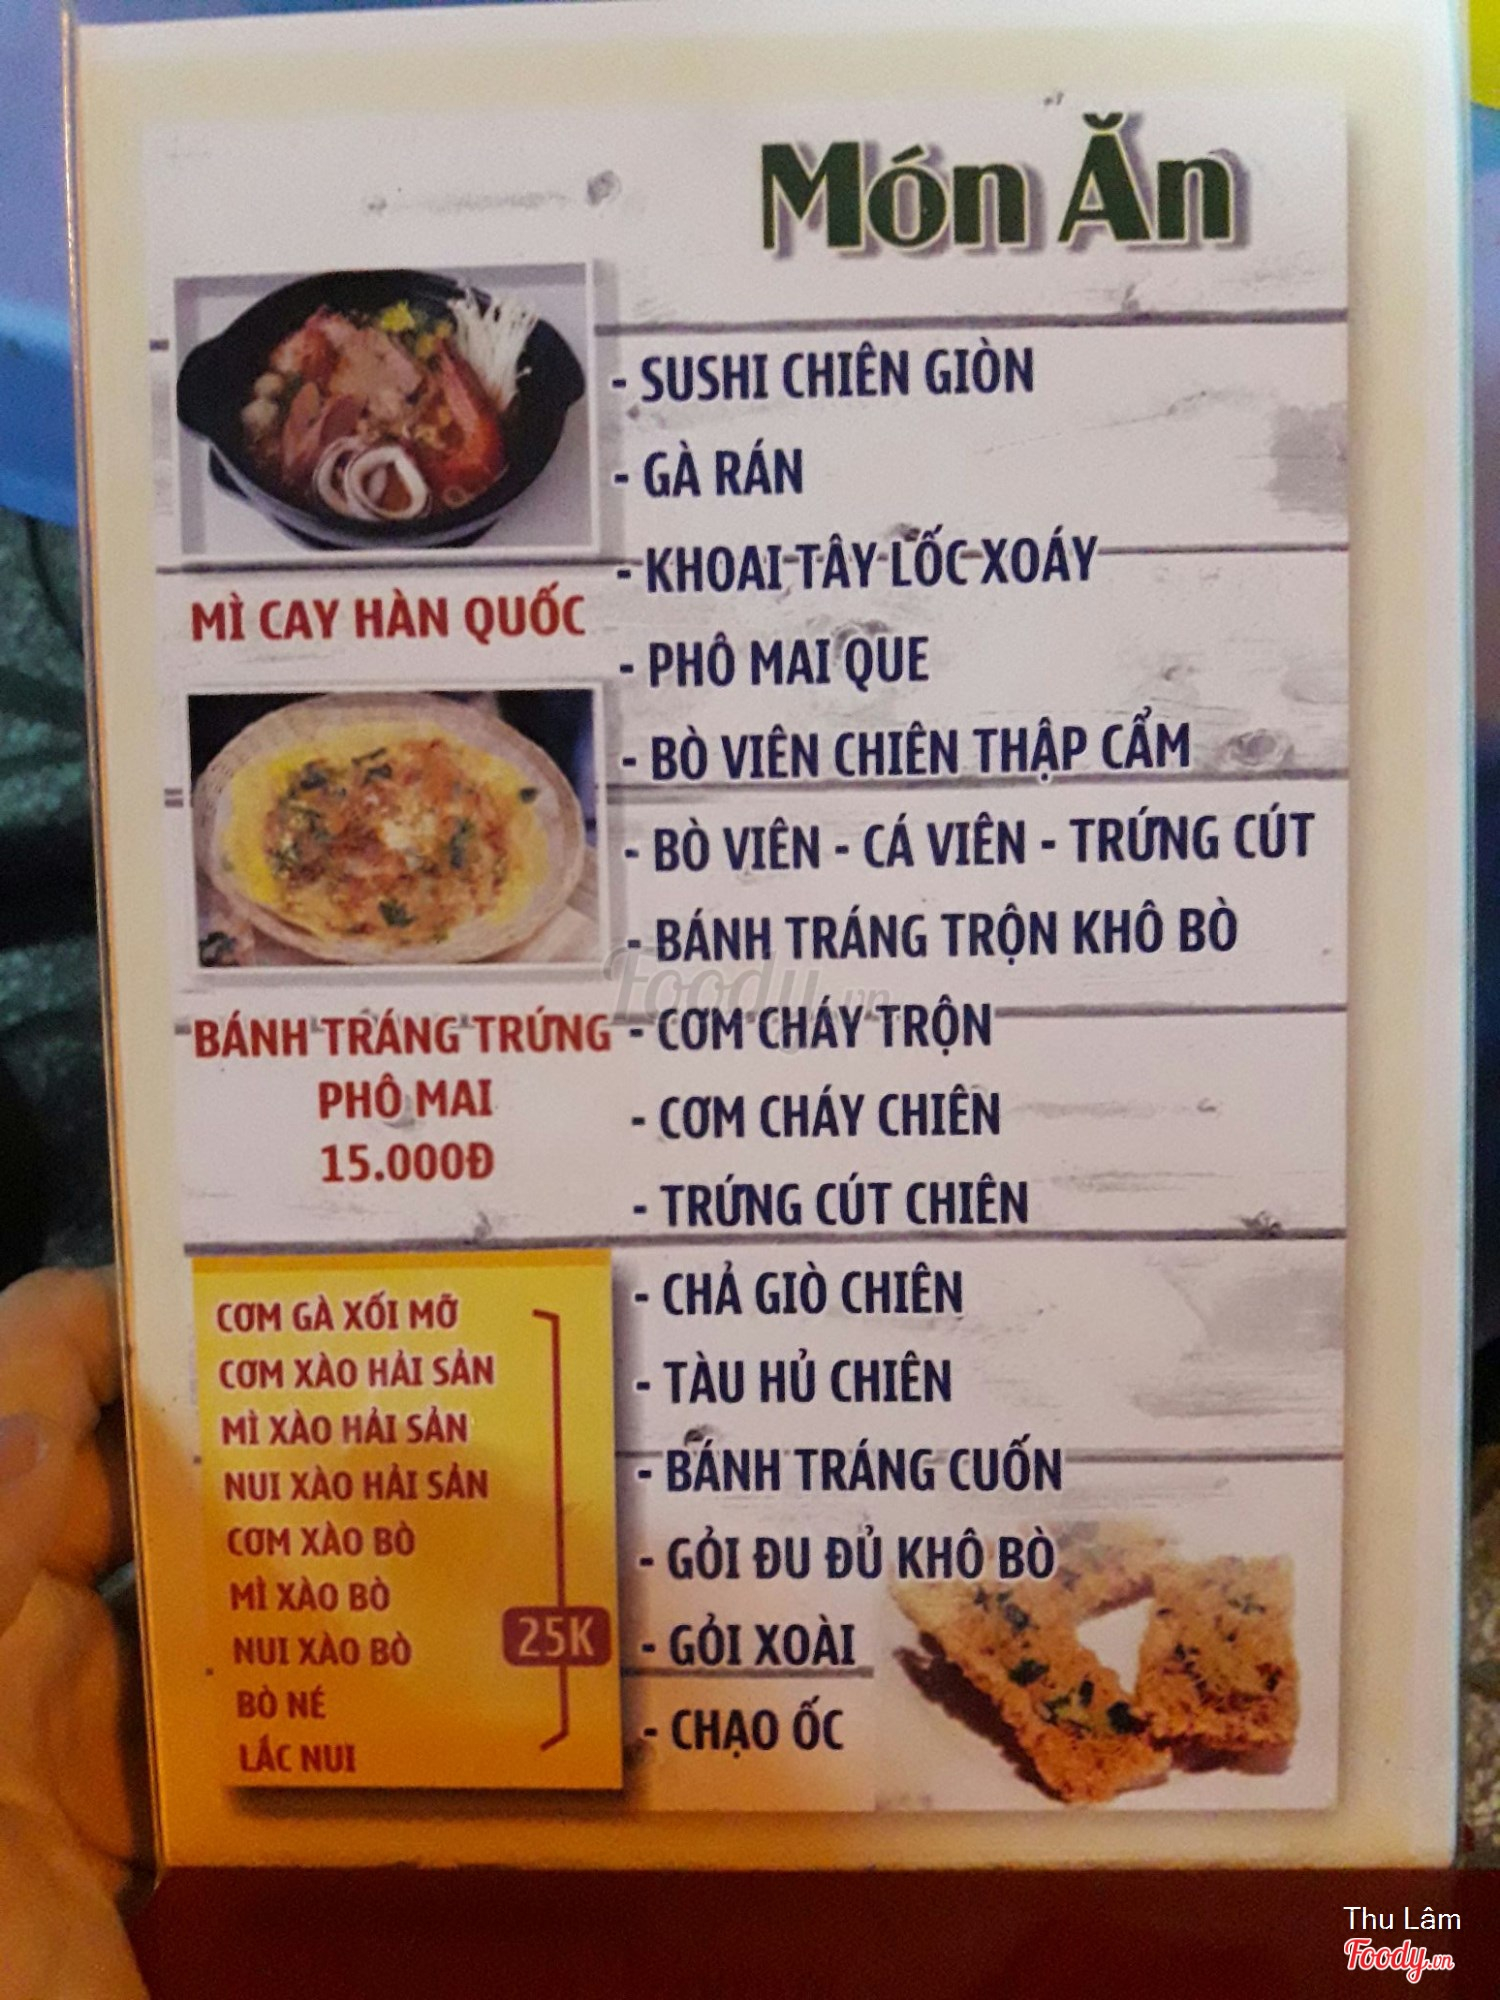 Món Ăn
MÌ CAY HÀN QUỐC
BÁNH TRÁNG TRỨNG
PHÔ MAI
15.000Đ
CƠM GÀ XỐI MỠ
CƠM XÀO HẢI SẢN
MÌ XÀO HẢI SẢN
NUI XÀO HẢI SẢN
CƠM XÀO BÒ
MÌ XÀO BÒ
NUI XÀO BÒ
BÒ NÉ
LẮC NUI
25K
- SUSHI CHIÊN GIÒN
- GÀ RÁN
- KHOAI TÂY LỐC XOÁY
- PHÔ MAI QUE
- BÒ VIÊN CHIÊN THẬP CẨM
- BÒ VIÊN - CÁ VIÊN - TRỨNG CÚT
- BÁNH TRÁNG TRỘN KHÔ BÒ
- CƠM CHÁY TRỘN
- CƠM CHÁY CHIÊN
- TRỨNG CÚT CHIÊN
- CHẢ GIÒ CHIÊN
- TÀU HỦ CHIÊN
- BÁNH TRÁNG CUỐN
- GỎI ĐU ĐỦ KHÔ BÒ
- GỎI XOÀI
- CHẠO ỐC
Foody.vn
Thu Lâm
Foody.vn